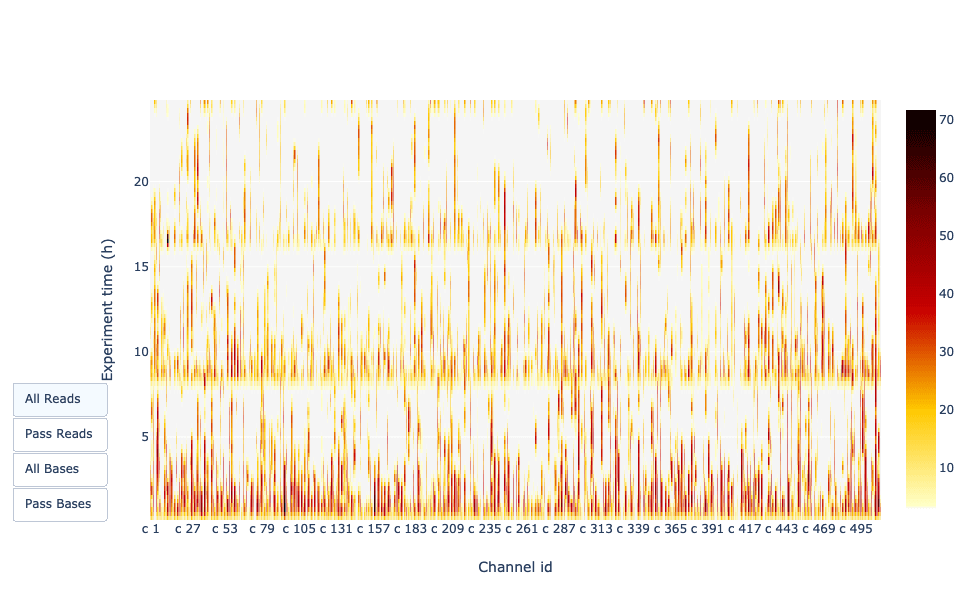 70
60
50
40
30
20
10
20
15
10
5
Experiment time (h)
All Reads
Pass Reads
All Bases
Pass Bases
c 1 c 27 c 53 c 79 c 105 c 131 c 157 c 183 c 209 c 235 c 261 c 287 c 313 c 339 c 365 c 391 c 417 c 443 c 469 c 495
Channel id